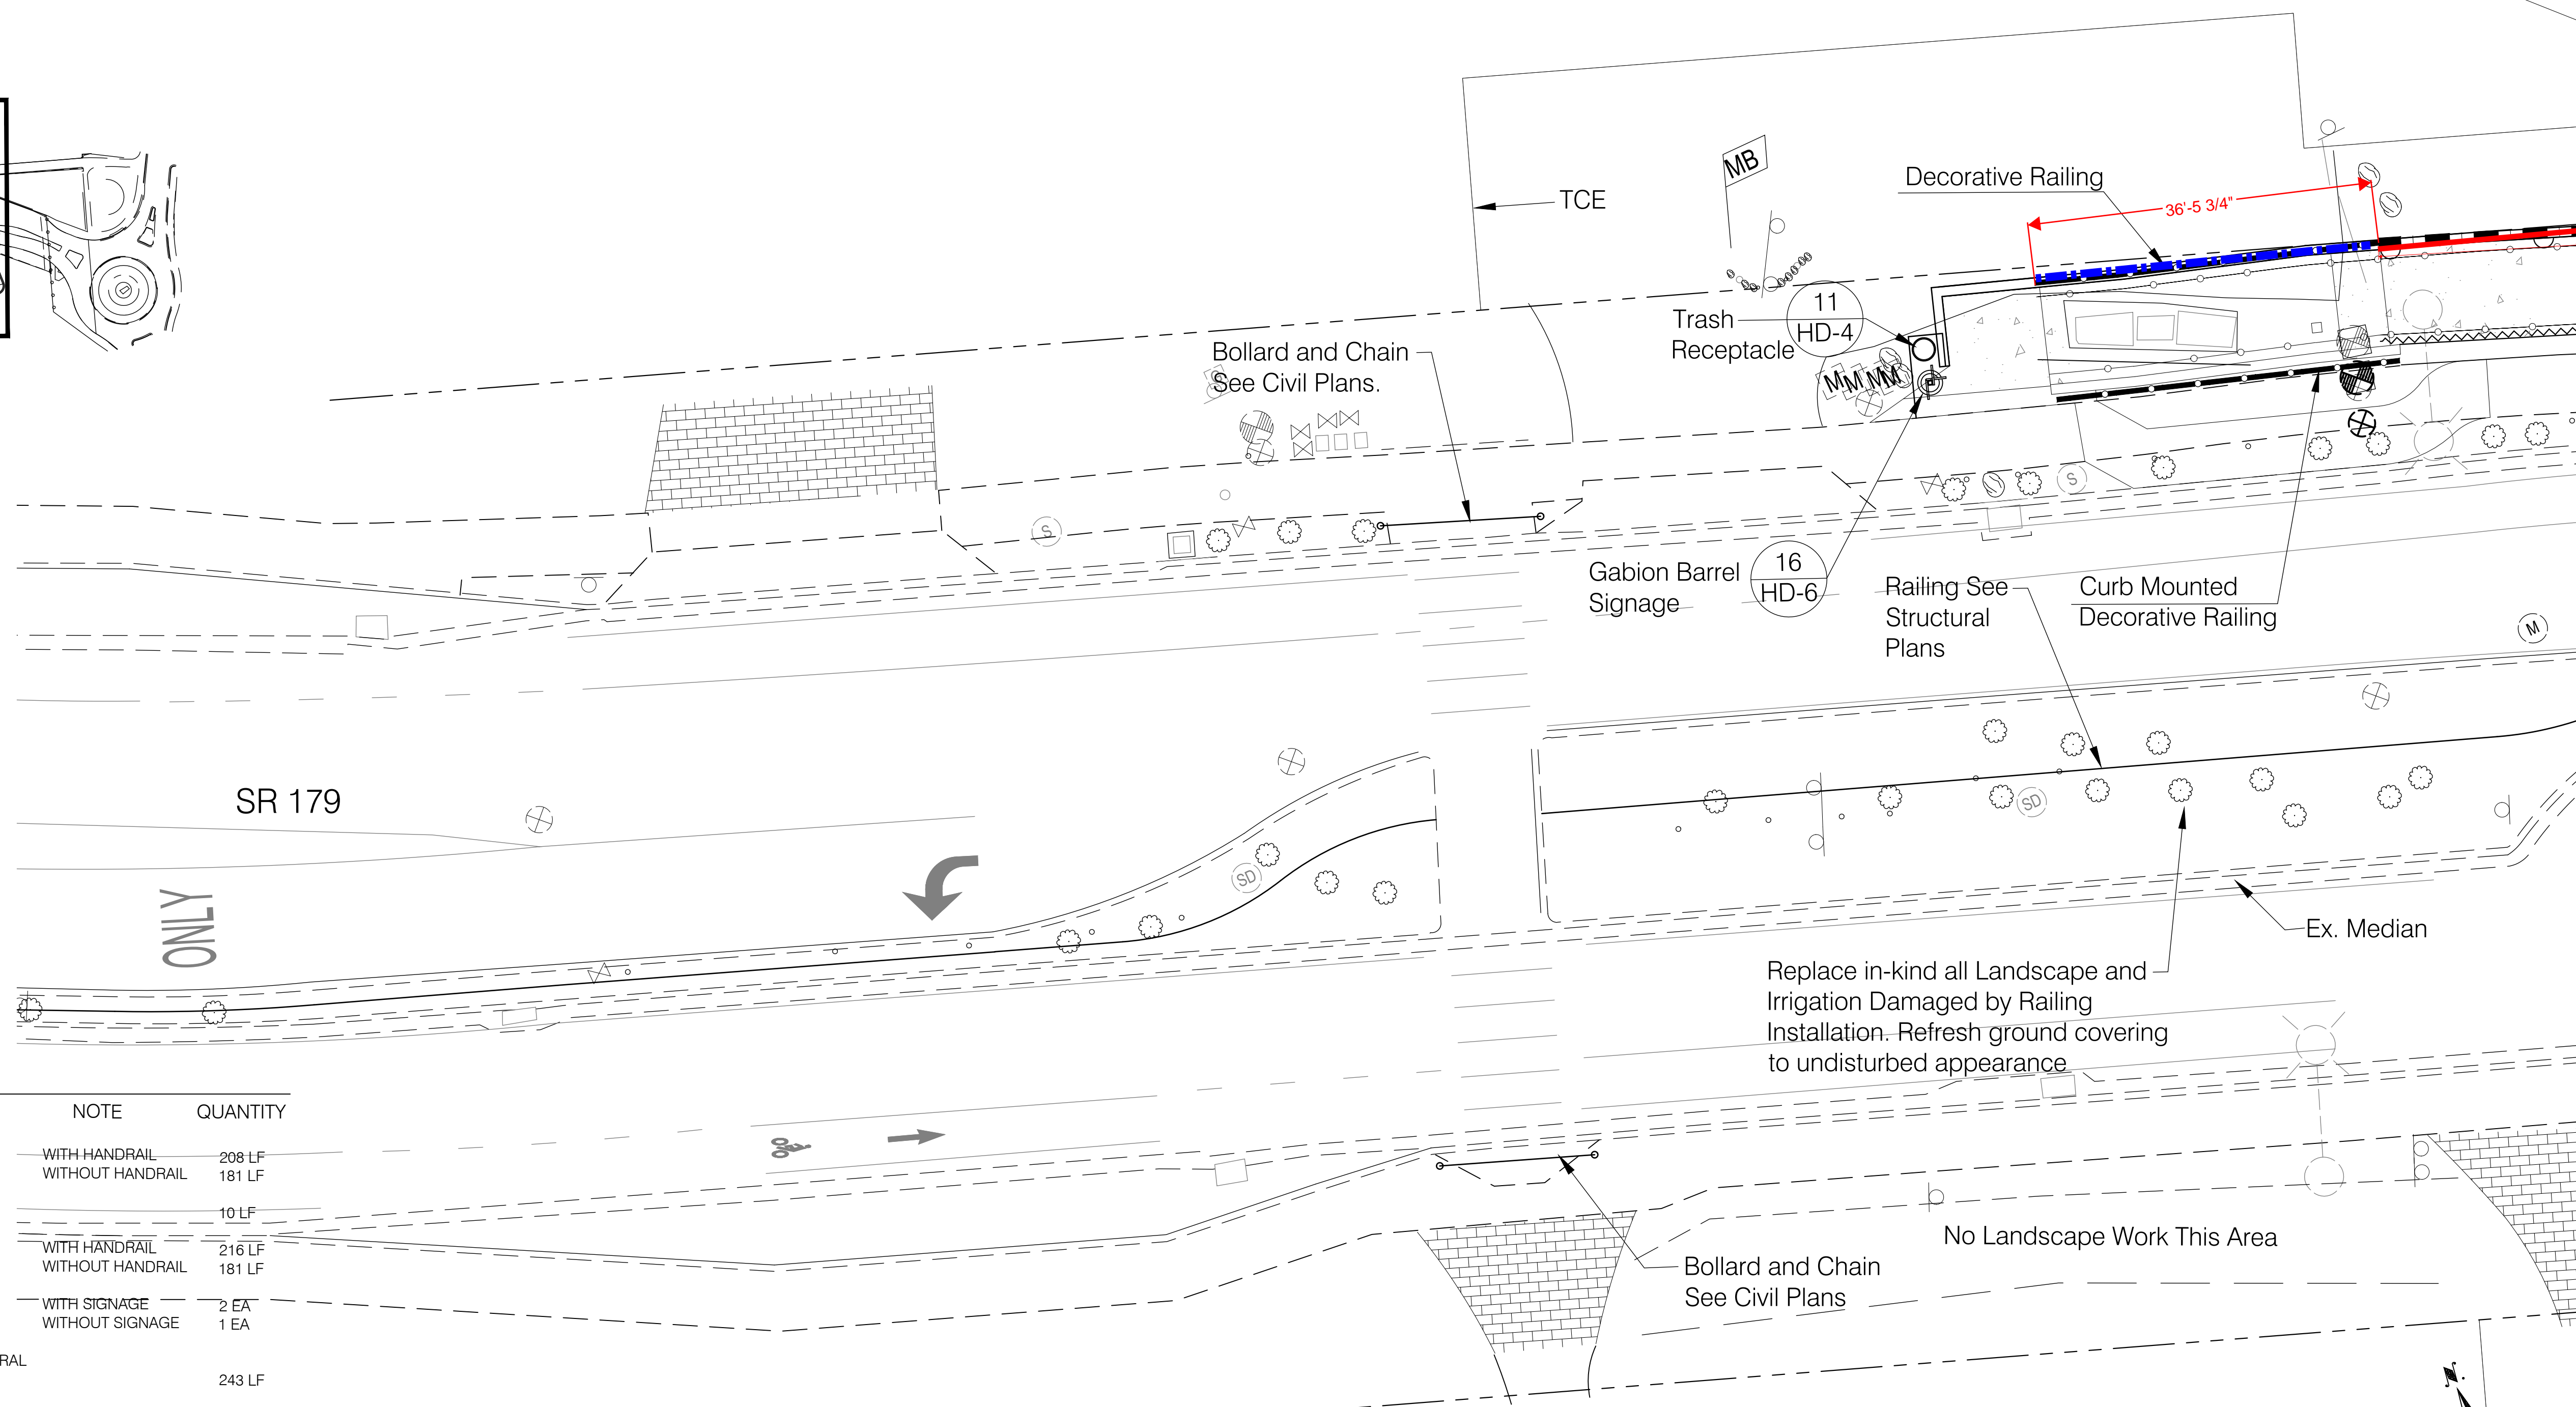 MB
Decorative Railing
TCE
36'-5 3/4"
Trash
Receptacle
11
HD-4
Bollard and Chain
See Civil Plans.
M
M
M
M
S
S
Gabion Barrel
Signage
16
HD-6
Railing See
Structural
Plans
Curb Mounted
Decorative Railing
M
SR 179
SD
SD
ONLY
Ex. Median
Replace in-kind all Landscape and
Irrigation Damaged by Railing
Installation. Refresh ground covering
to undisturbed appearance
NOTE QUANTITY
WITH HANDRAIL 208 LF
WITHOUT HANDRAIL 181 LF
10 LF
WITH HANDRAIL 216 LF
WITHOUT HANDRAIL 181 LF
WITH SIGNAGE 2 EA
WITHOUT SIGNAGE 1 EA
RAL
243 LF
No Landscape Work This Area
Bollard and Chain
See Civil Plans
N.